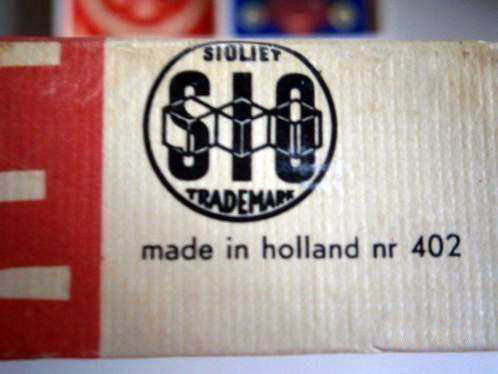 SIOLIET
SIO
TRADEMARK
made in holland nr 402